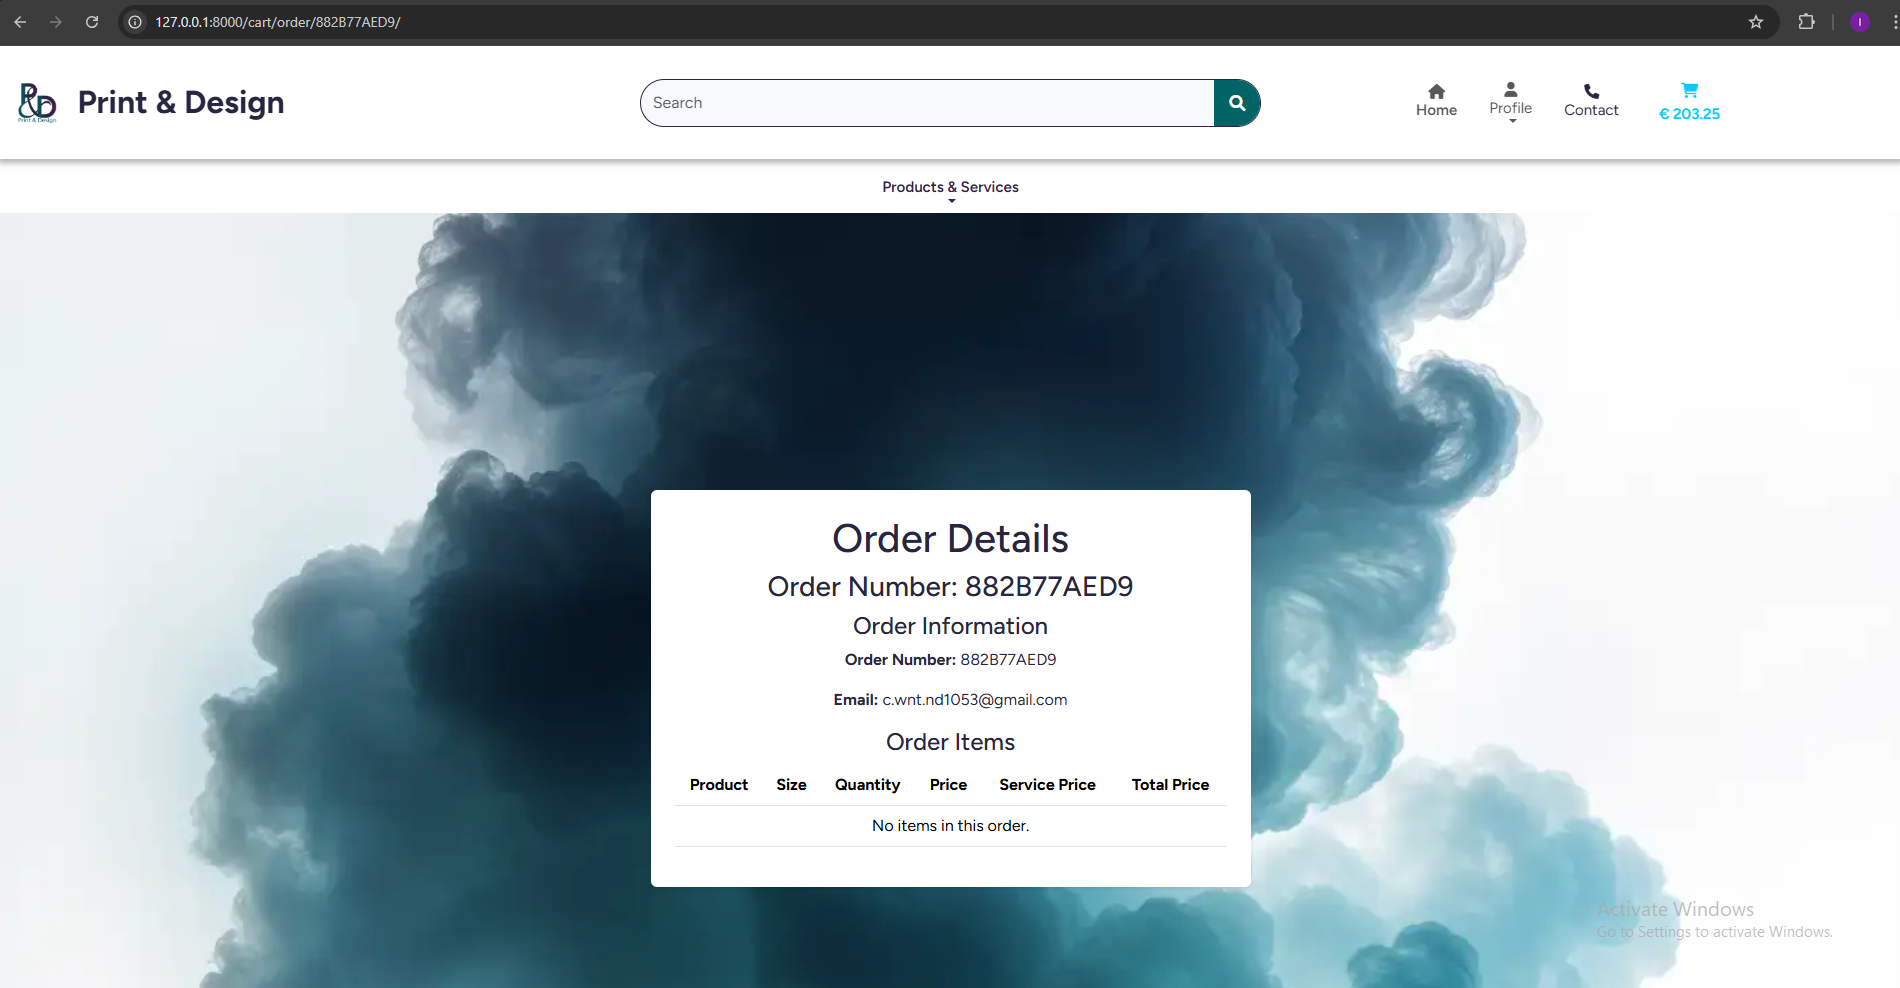 127.0.0.1:8000/cart/order/882B77AED9/
I
P&D
Print & Design
Print & Design
Search
Home
Profile
Contact
€ 203.25
Products & Services
Order Details
Order Number: 882B77AED9
Order Information
Order Number: 882B77AED9
Email: c.wnt.nd1053@gmail.com
Order Items
Product Size Quantity Price Service Price Total Price
No items in this order.
Activate Windows
Go to Settings to activate Windows.